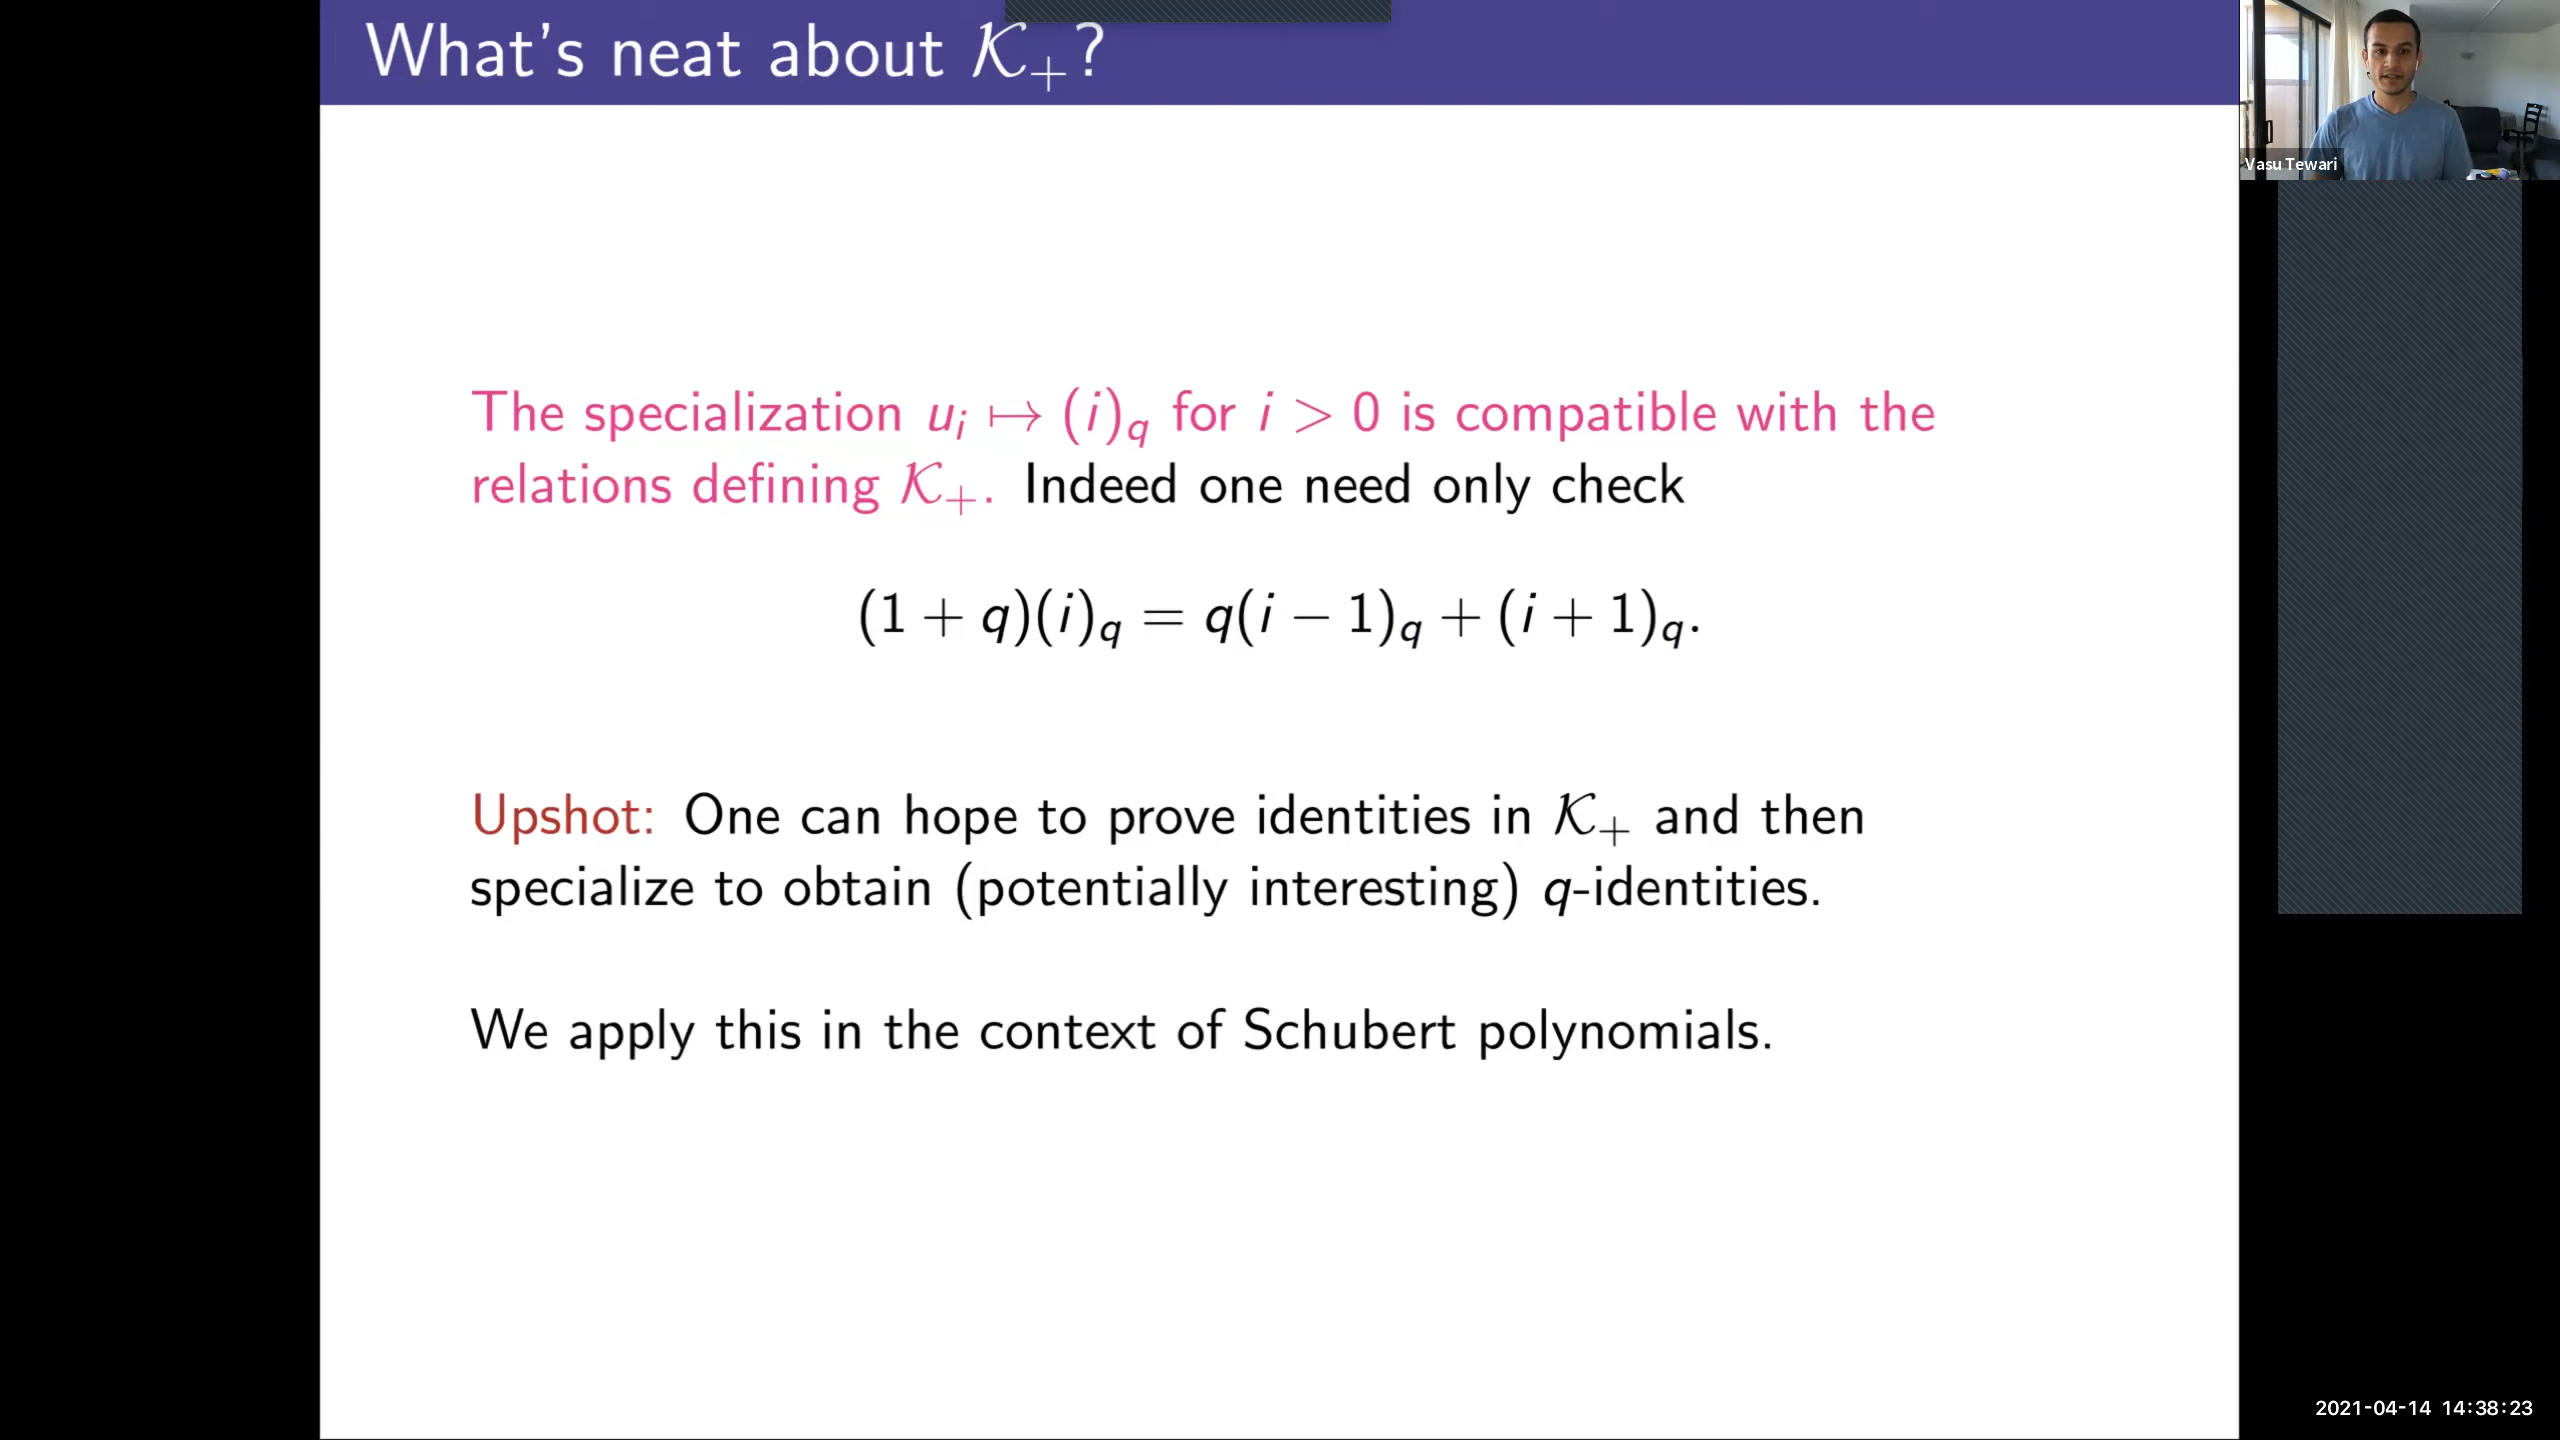 What's neat about 𝒦₊?
Vasu Tewari
The specialization uᵢ ↦ (i)_q for i > 0 is compatible with the
relations defining 𝒦₊. Indeed one need only check
(1 + q)(i)_q = q(i − 1)_q + (i + 1)_q.
Upshot: One can hope to prove identities in 𝒦₊ and then
specialize to obtain (potentially interesting) q-identities.
We apply this in the context of Schubert polynomials.
2021-04-14 14:38:23